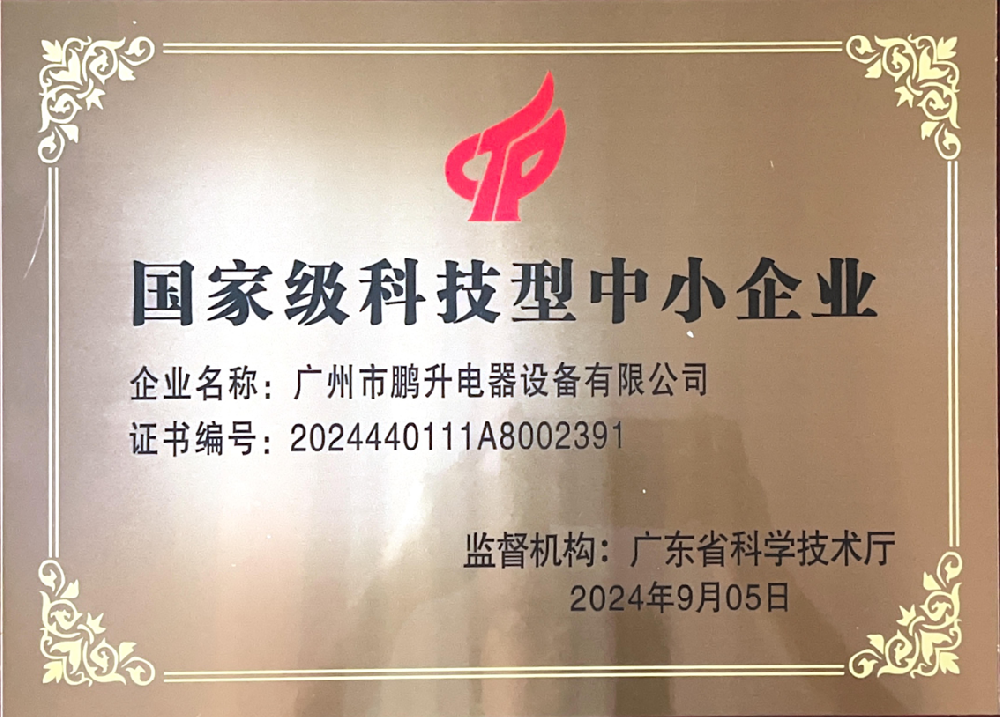 国家级科技型中小企业
企业名称：广州市鹏升电器设备有限公司
证书编号：2024440111A8002391
监督机构：广东省科学技术厅
2024年9月05日